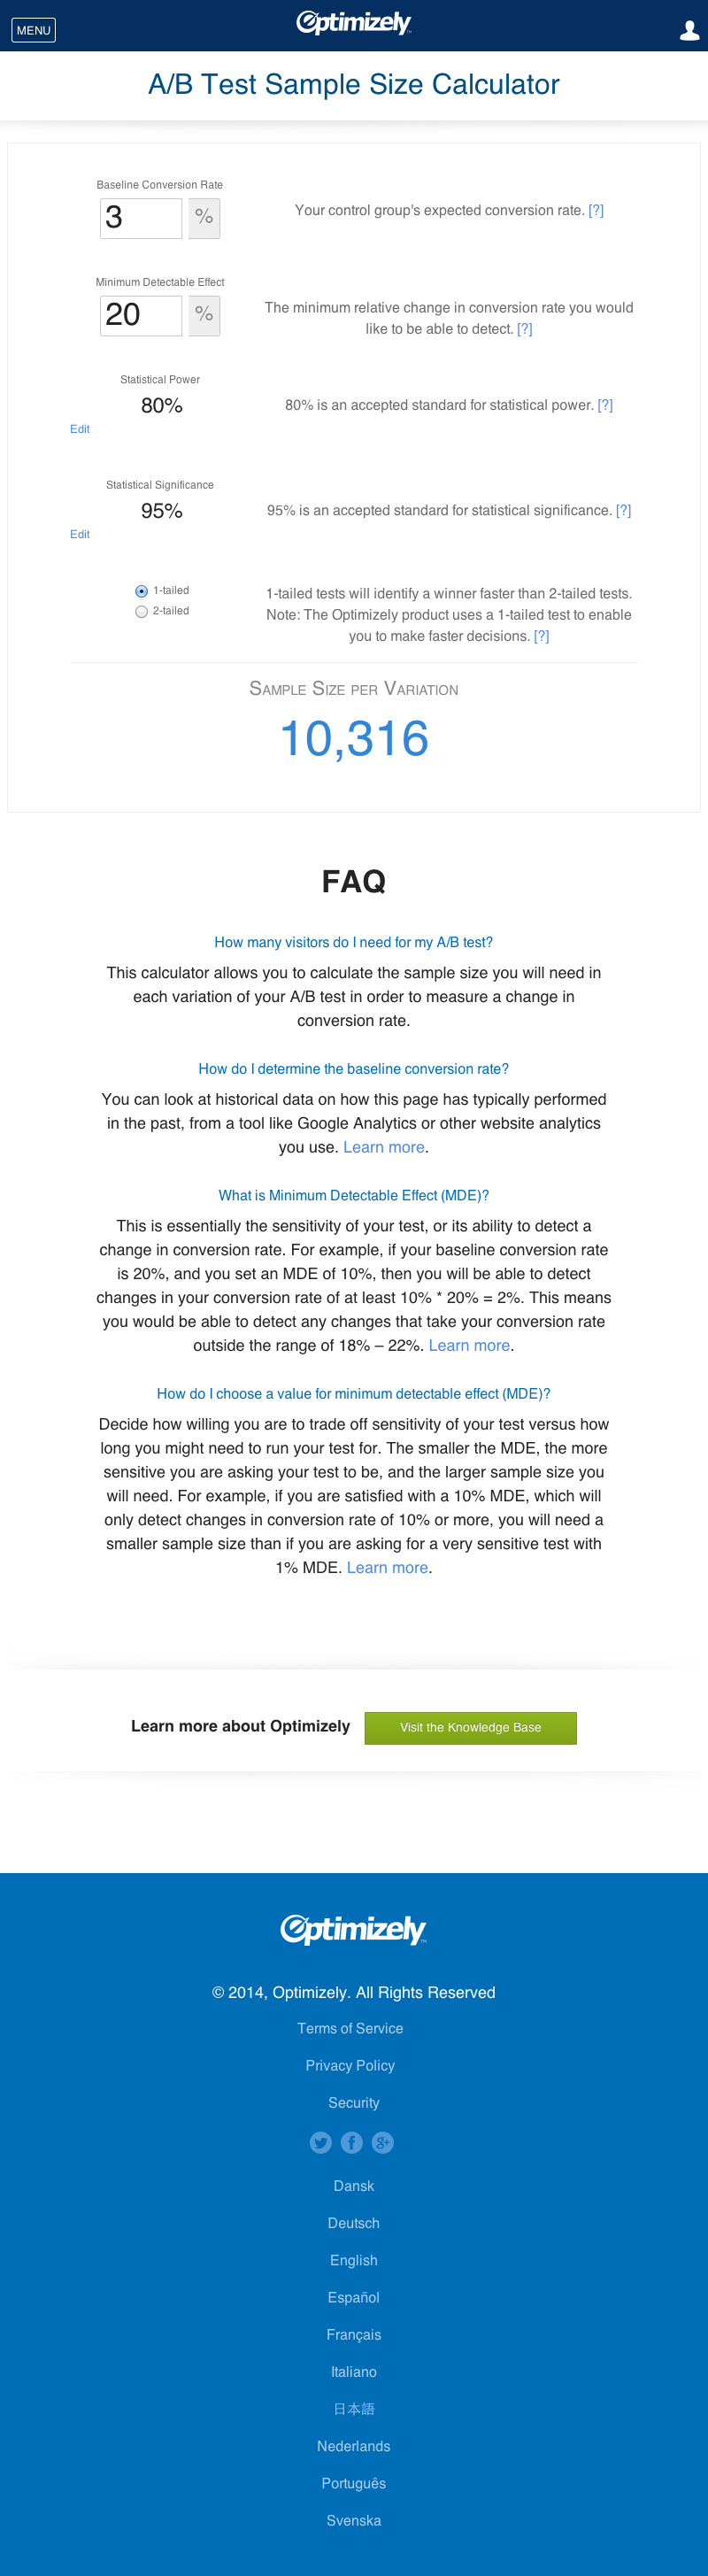 MENU
Optimizely
A/B Test Sample Size Calculator
Baseline Conversion Rate
3 %
Your control group's expected conversion rate. [?]
Minimum Detectable Effect
20 %
The minimum relative change in conversion rate you would
like to be able to detect. [?]
Statistical Power
80%
Edit
80% is an accepted standard for statistical power. [?]
Statistical Significance
95%
Edit
95% is an accepted standard for statistical significance. [?]
1-tailed
2-tailed
1-tailed tests will identify a winner faster than 2-tailed tests.
Note: The Optimizely product uses a 1-tailed test to enable
you to make faster decisions. [?]
Sample Size per Variation
10,316
FAQ
How many visitors do I need for my A/B test?
This calculator allows you to calculate the sample size you will need in
each variation of your A/B test in order to measure a change in
conversion rate.
How do I determine the baseline conversion rate?
You can look at historical data on how this page has typically performed
in the past, from a tool like Google Analytics or other website analytics
you use. Learn more.
What is Minimum Detectable Effect (MDE)?
This is essentially the sensitivity of your test, or its ability to detect a
change in conversion rate. For example, if your baseline conversion rate
is 20%, and you set an MDE of 10%, then you will be able to detect
changes in your conversion rate of at least 10% * 20% = 2%. This means
you would be able to detect any changes that take your conversion rate
outside the range of 18% – 22%. Learn more.
How do I choose a value for minimum detectable effect (MDE)?
Decide how willing you are to trade off sensitivity of your test versus how
long you might need to run your test for. The smaller the MDE, the more
sensitive you are asking your test to be, and the larger sample size you
will need. For example, if you are satisfied with a 10% MDE, which will
only detect changes in conversion rate of 10% or more, you will need a
smaller sample size than if you are asking for a very sensitive test with
1% MDE. Learn more.
Learn more about Optimizely Visit the Knowledge Base
Optimizely
© 2014, Optimizely. All Rights Reserved
Terms of Service
Privacy Policy
Security
Dansk
Deutsch
English
Español
Français
Italiano
日本語
Nederlands
Português
Svenska